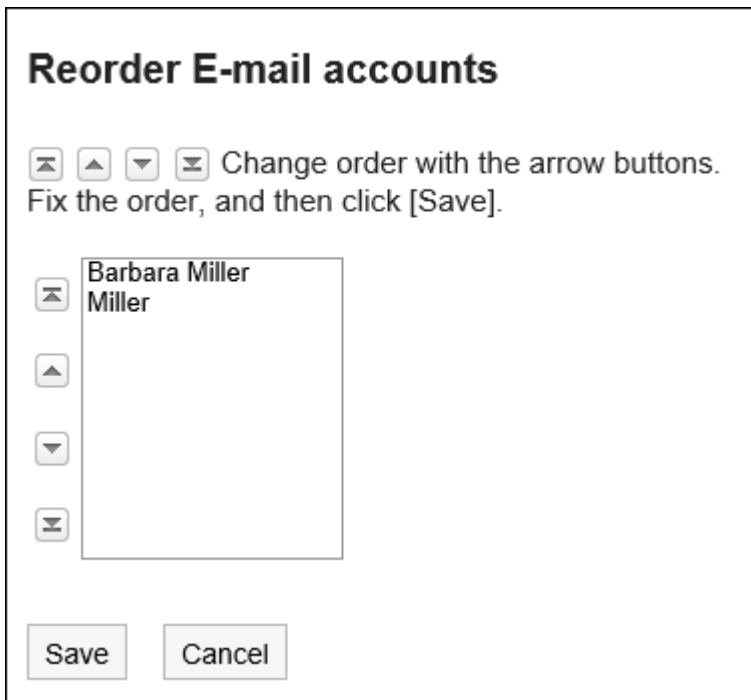 Reorder E-mail accounts
Change order with the arrow buttons.
Fix the order, and then click [Save].
Barbara Miller
Miller
Save
Cancel